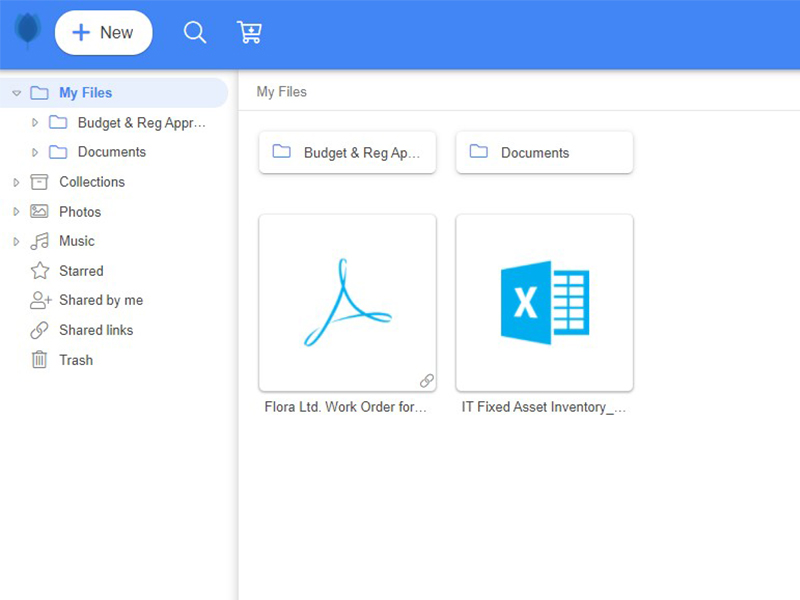 New
My Files
Budget & Reg Appr...
Documents
Collections
Photos
Music
Starred
Shared by me
Shared links
Trash
My Files
Budget & Reg Ap...
Documents
X
Flora Ltd. Work Order for...
IT Fixed Asset Inventory_...